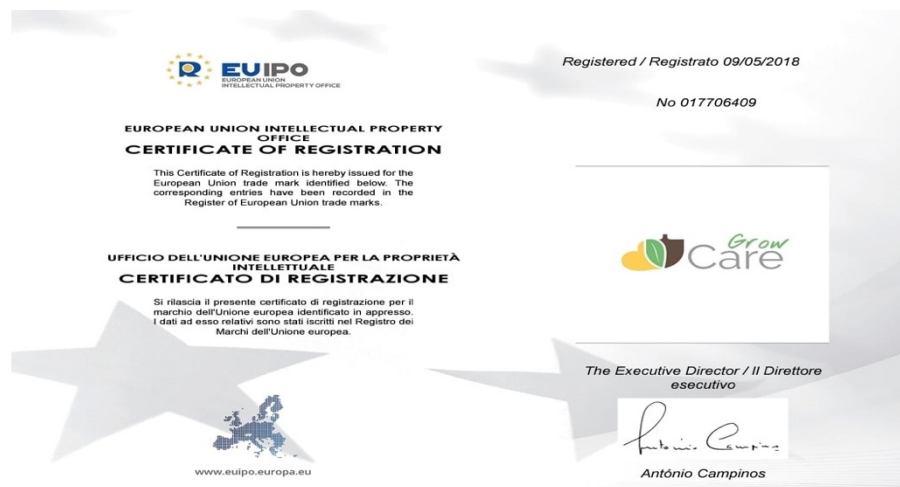 EUIPO
EUROPEAN UNION
INTELLECTUAL PROPERTY OFFICE
EUROPEAN UNION INTELLECTUAL PROPERTY
OFFICE
CERTIFICATE OF REGISTRATION
This Certificate of Registration is hereby issued for the
European Union trade mark identified below. The
corresponding entries have been recorded in the
Register of European Union trade marks.
UFFICIO DELL'UNIONE EUROPEA PER LA PROPRIETÀ
INTELLETTUALE
CERTIFICATO DI REGISTRAZIONE
Si rilascia il presente certificato di registrazione per il
marchio dell'Unione europea identificato in appresso.
I dati ad esso relativi sono stati iscritti nel Registro dei
Marchi dell'Unione europea.
www.euipo.europa.eu
Registered / Registrato 09/05/2018
No 017706409
Grow
Care
The Executive Director / Il Direttore
esecutivo
António Campinos
António Campinos